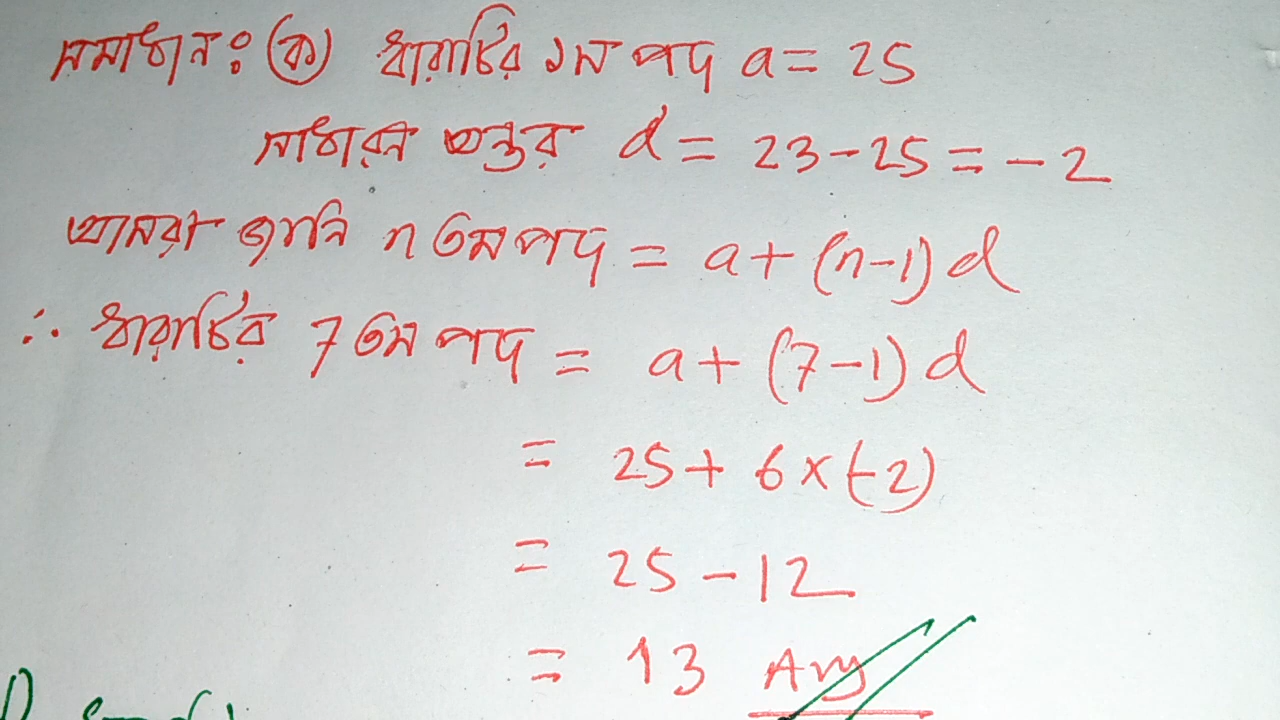 সমাধান: (ক) ধারাটির ১ম পদ a = 25
সাধারন অন্তর d = 23-25 = -2
আমরা জানি n তম পদ = a + (n-1) d
∴ ধারাটির 7 তম পদ = a + (7-1) d
= 25 + 6 × (-2)
= 25 - 12
= 13 Ans